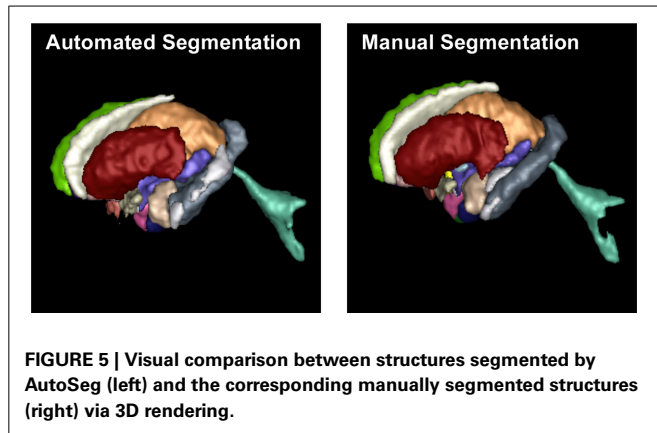 Automated Segmentation
Manual Segmentation
FIGURE 5 | Visual comparison between structures segmented by
AutoSeg (left) and the corresponding manually segmented structures
(right) via 3D rendering.